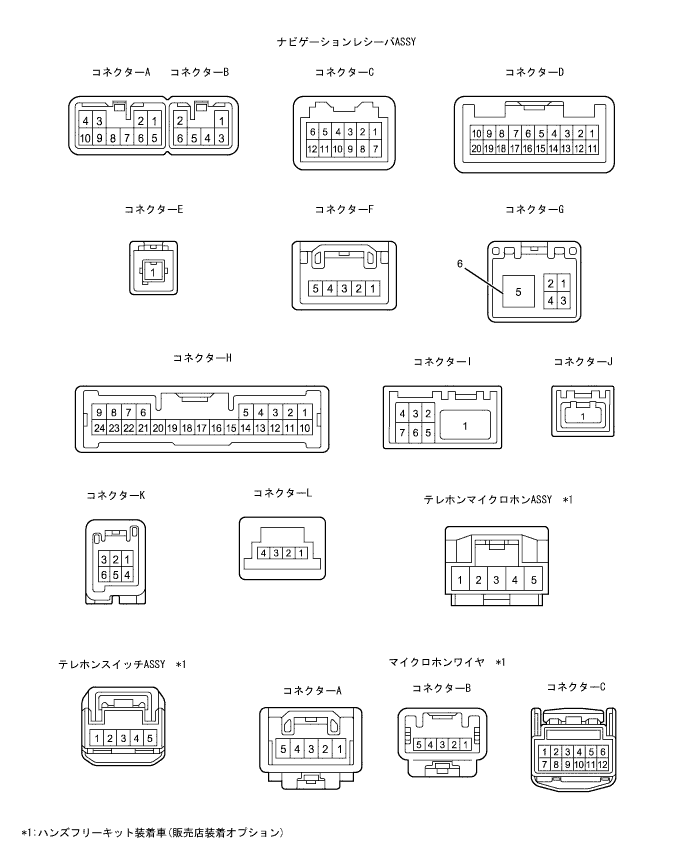 ナビゲーションレシーバASSY
コネクターA コネクターB コネクターC コネクターD
4 3 2 1 2 1
10 9 8 7 6 5 6 5 4 3
6 5 4 3 2 1
12 11 10 9 8 7
10 9 8 7 6 5 4 3 2 1
20 19 18 17 16 15 14 13 12 11
コネクターE コネクターF コネクターG
1
5 4 3 2 1
6
5
2 1
4 3
コネクターH コネクターI コネクターJ
9 8 7 6 5 4 3 2 1
24 23 22 21 20 19 18 17 16 15 14 13 12 11 10
4 3 2
7 6 5
1
1
コネクターK コネクターL テレホンマイクロホンASSY *1
3 2 1
6 5 4
4 3 2 1
1 2 3 4 5
テレホンスイッチASSY *1 マイクロホンワイヤ *1
コネクターA コネクターB コネクターC
1 2 3 4 5
5 4 3 2 1
5 4 3 2 1
1 2 3 4 5 6
7 8 9 10 11 12
*1:ハンズフリーキット装着車(販売店装着オプション)